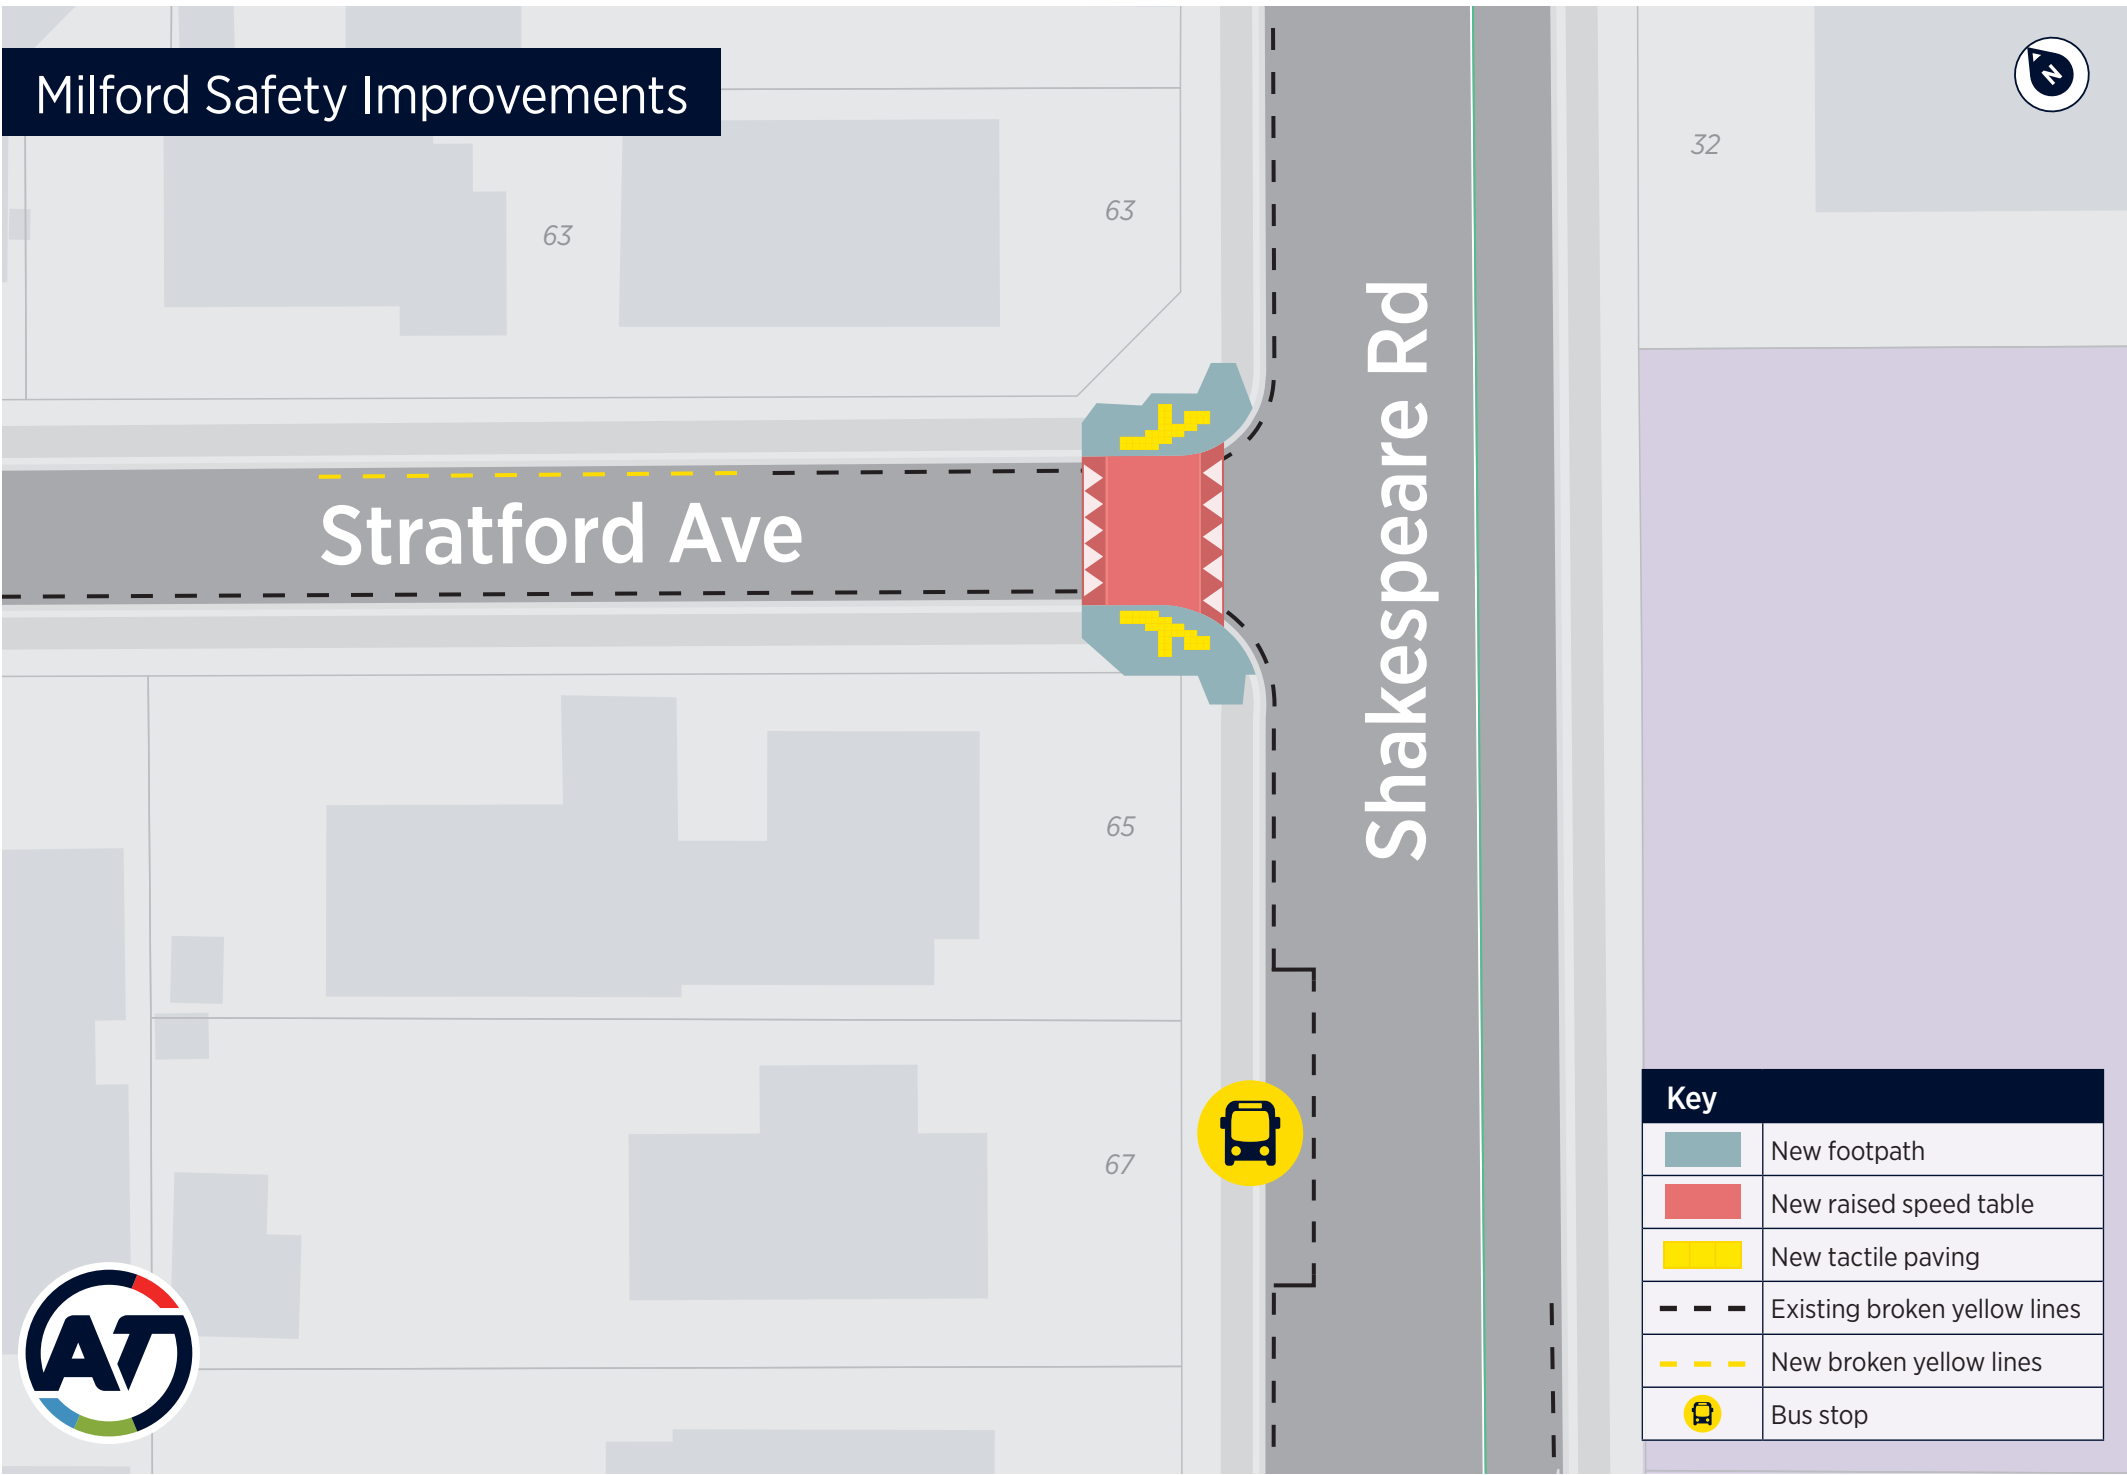 Milford Safety Improvements
N
32
63
63
Stratford Ave
Shakespeare Rd
65
67
Key
New footpath
New raised speed table
New tactile paving
Existing broken yellow lines
New broken yellow lines
Bus stop
AT